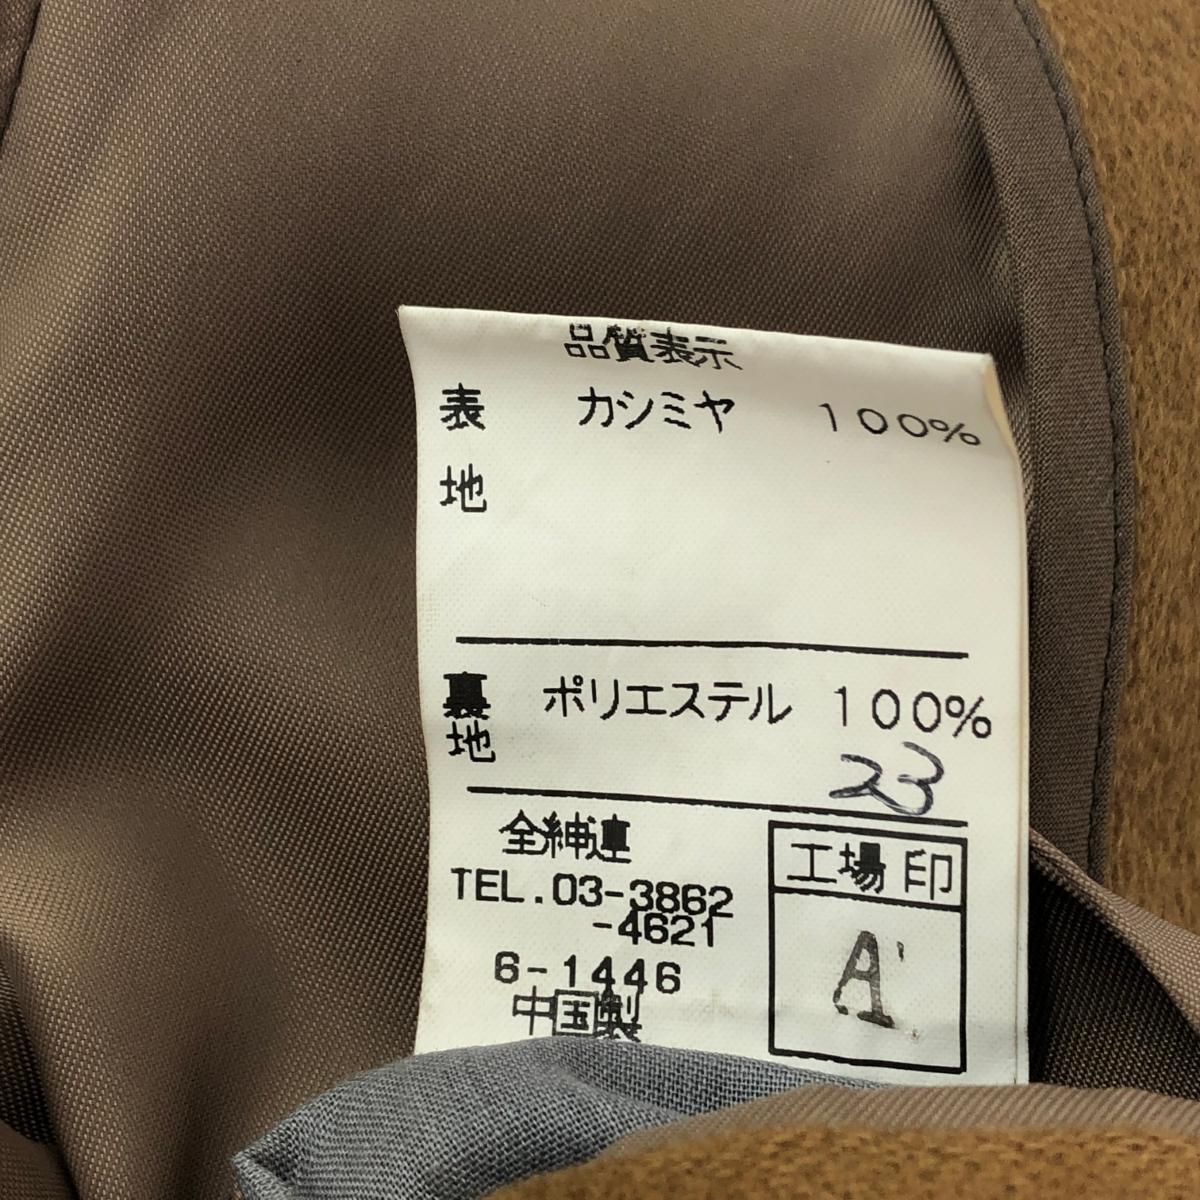 品質表示
表地 カシミヤ 100%
裏地 ポリエステル 100%
23
全紳連
TEL.03-3862
-4621
6-1446
中国製
工場印
A'